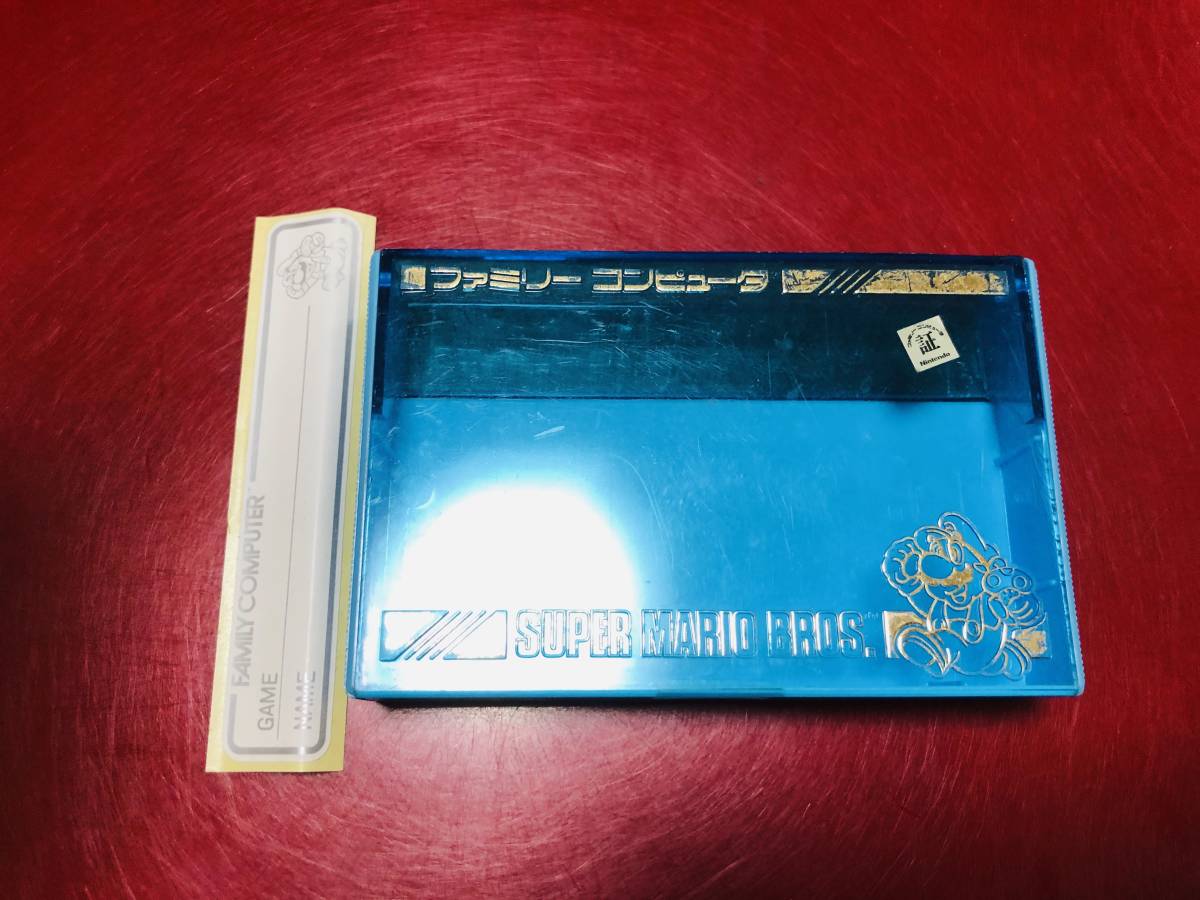 ファミリー コンピュータ
証
Nintendo
SUPER MARIO BROS.
FAMILY COMPUTER
GAME
NAME